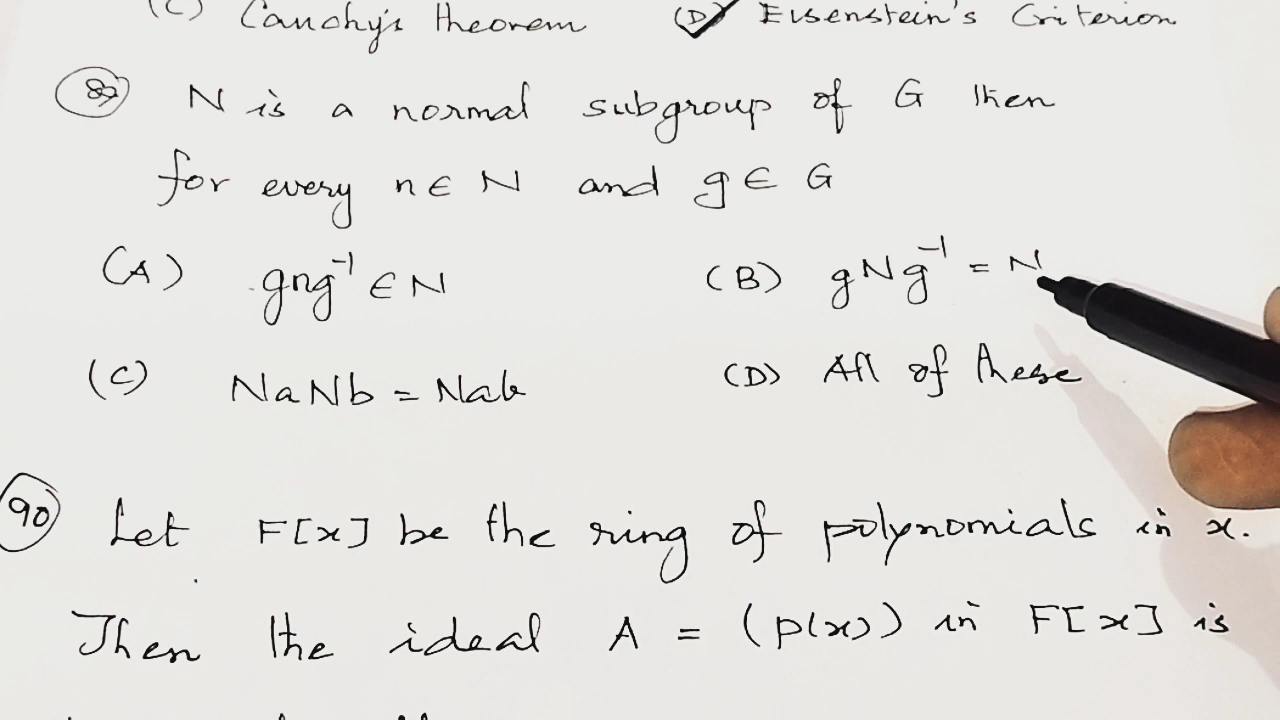 (C) Cauchy's theorem (D) Eisenstein's Criterion
89 N is a normal subgroup of G then
for every n ∈ N and g ∈ G
(A) gng⁻¹ ∈ N (B) gNg⁻¹ = N
(C) NaNb = Nab (D) All of these
90 Let F[x] be the ring of polynomials in x.
Then the ideal A = (p(x)) in F[x] is